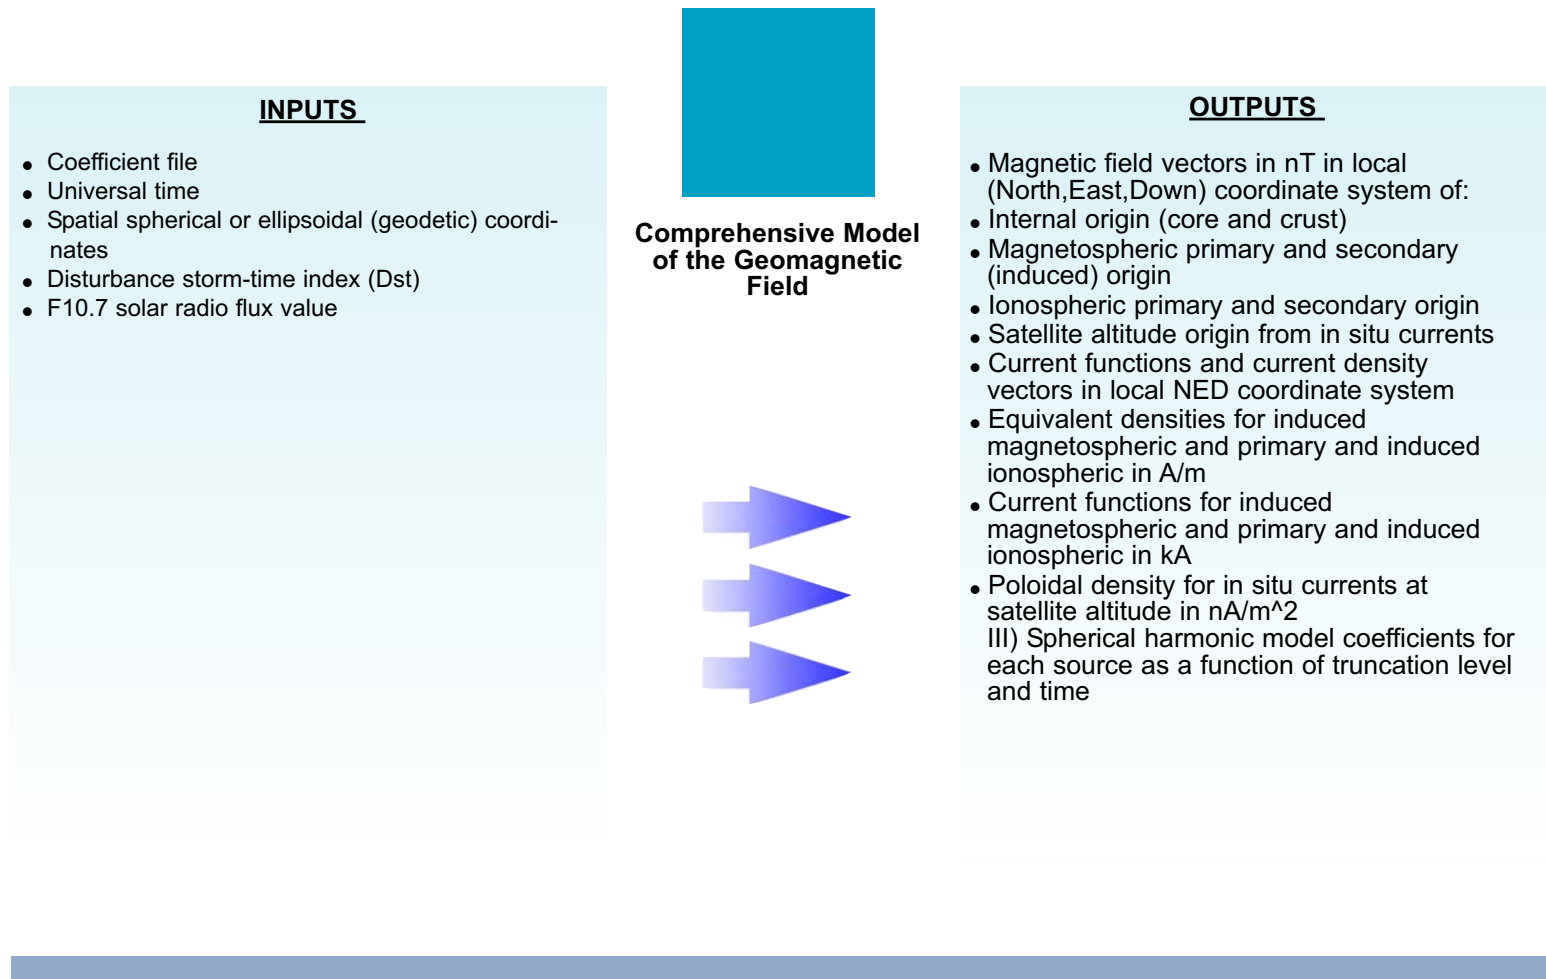 INPUTS
• Coefficient file
• Universal time
• Spatial spherical or ellipsoidal (geodetic) coordi-
nates
• Disturbance storm-time index (Dst)
• F10.7 solar radio flux value
Comprehensive Model
of the Geomagnetic
Field
OUTPUTS
• Magnetic field vectors in nT in local
(North,East,Down) coordinate system of:
• Internal origin (core and crust)
• Magnetospheric primary and secondary
(induced) origin
• Ionospheric primary and secondary origin
• Satellite altitude origin from in situ currents
• Current functions and current density
vectors in local NED coordinate system
• Equivalent densities for induced
magnetospheric and primary and induced
ionospheric in A/m
• Current functions for induced
magnetospheric and primary and induced
ionospheric in kA
• Poloidal density for in situ currents at
satellite altitude in nA/m^2
III) Spherical harmonic model coefficients for
each source as a function of truncation level
and time